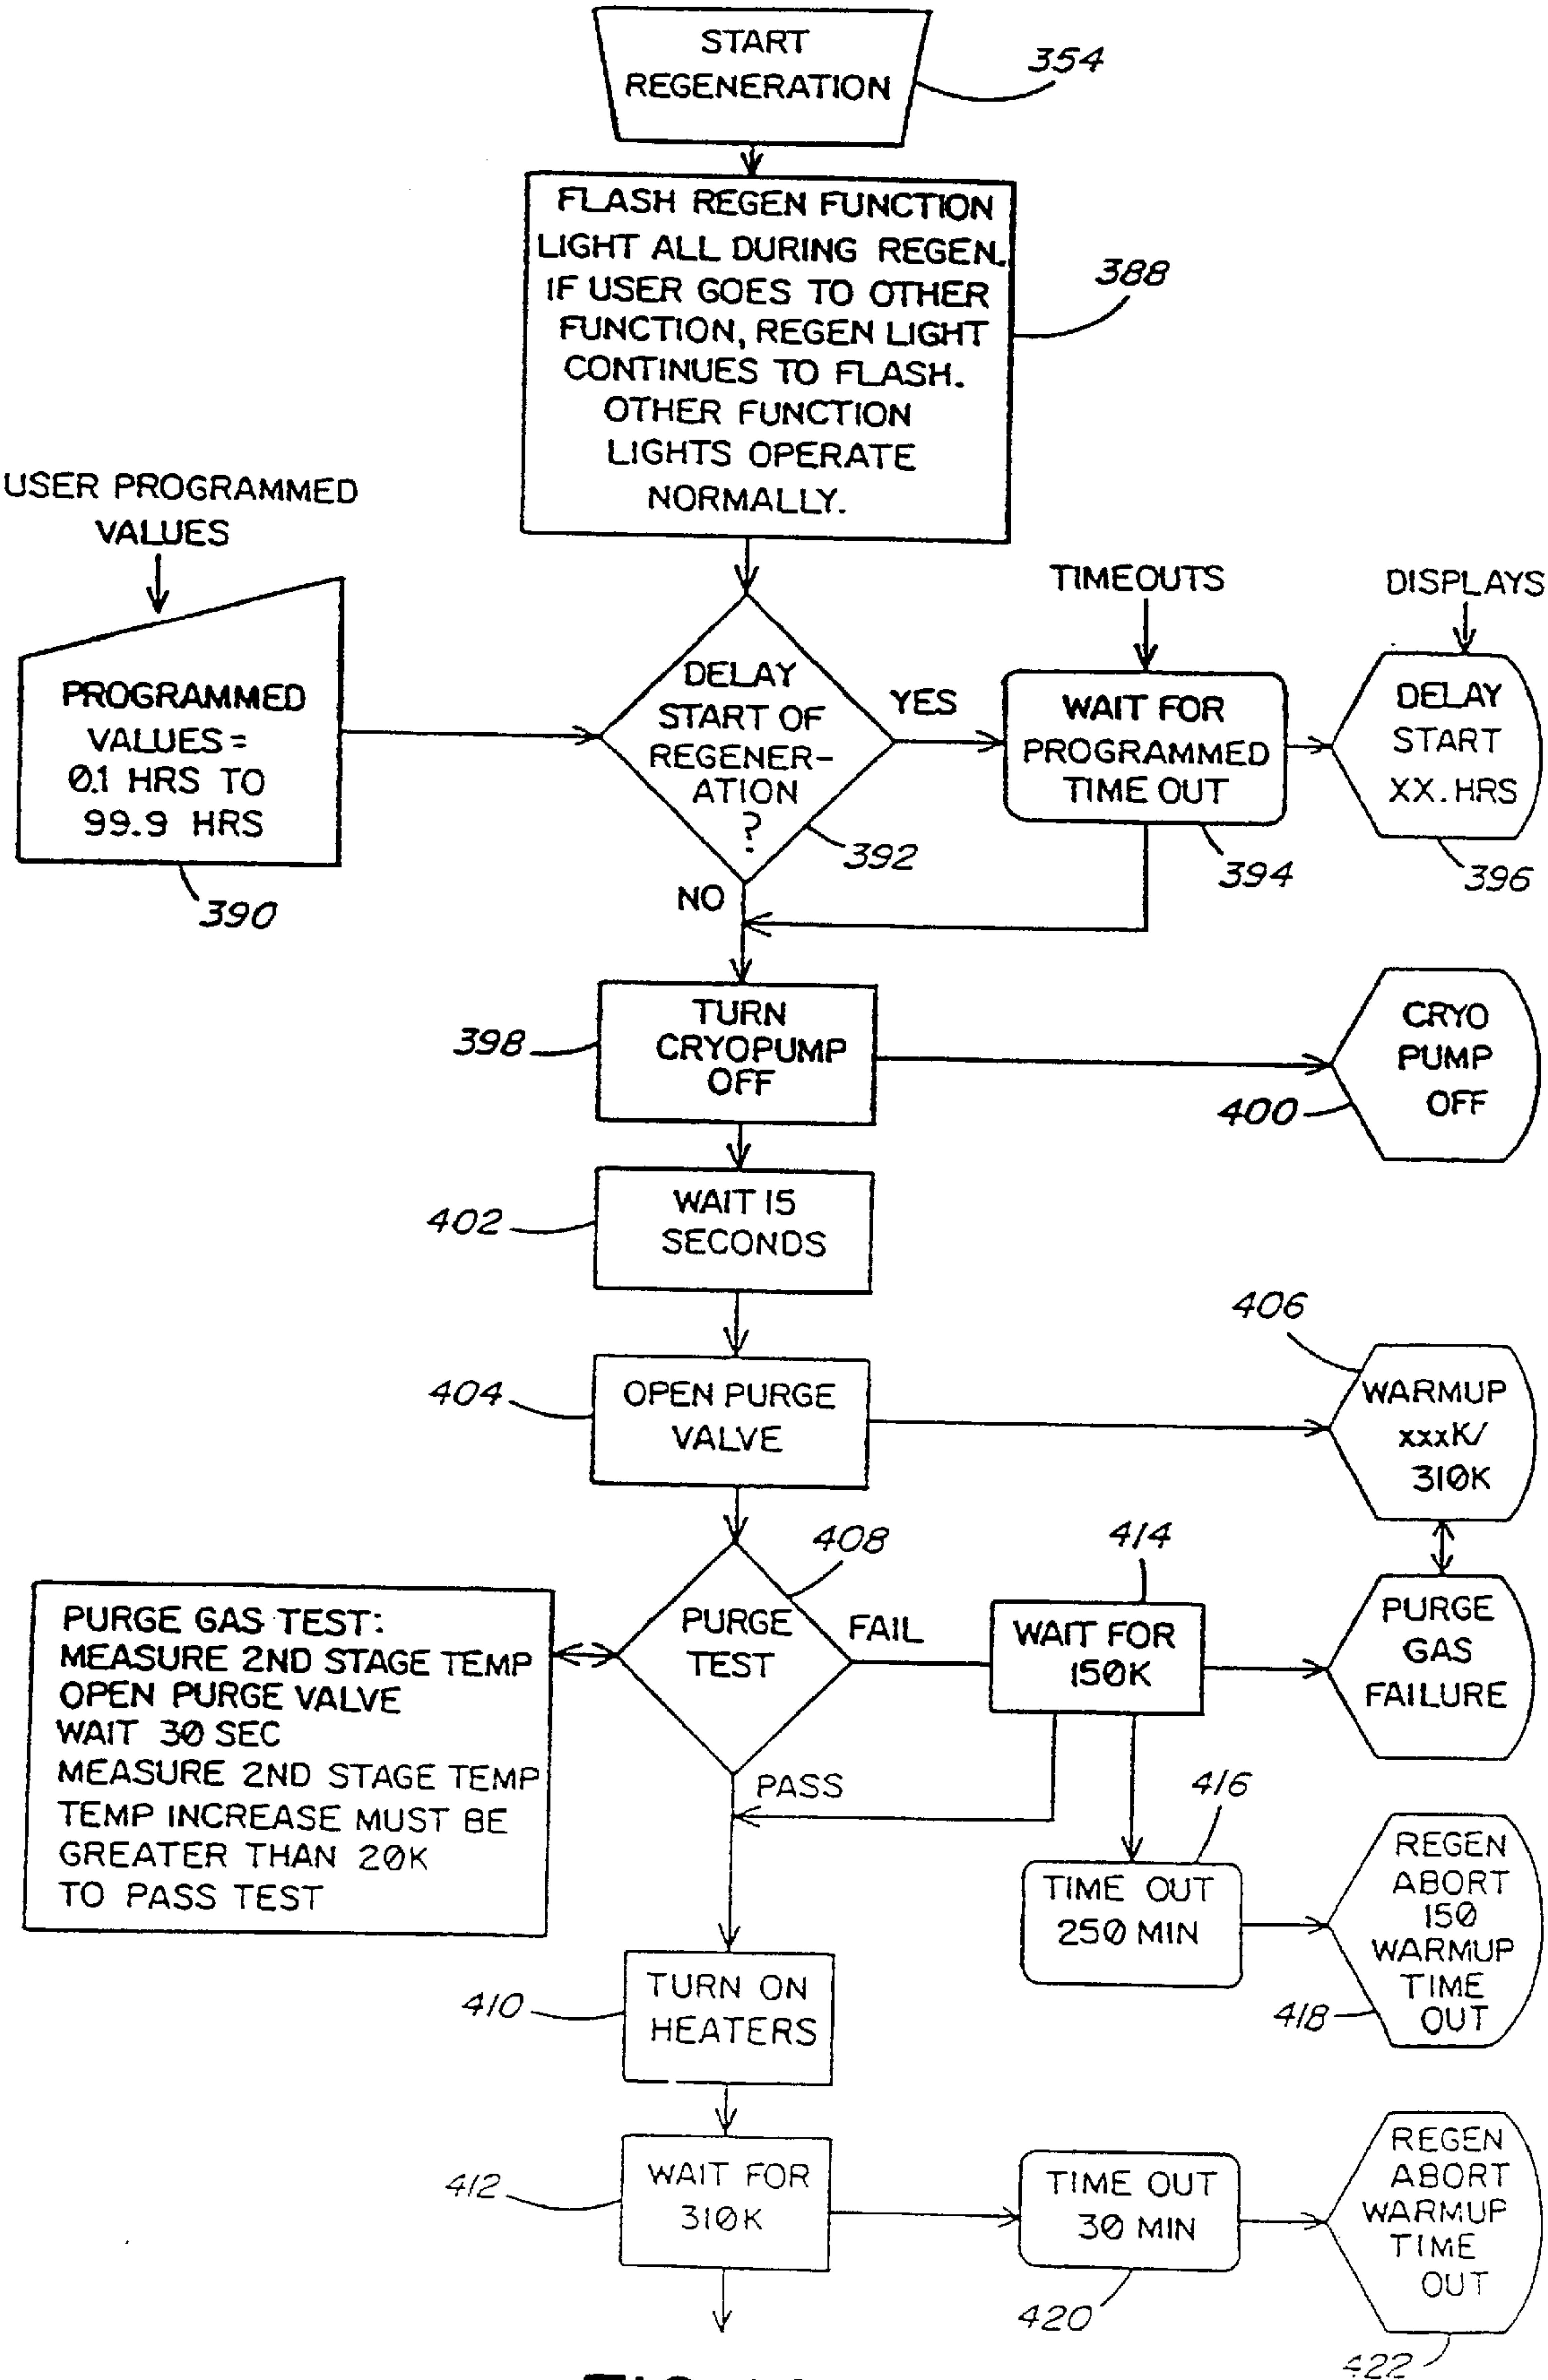 START
REGENERATION
354
FLASH REGEN FUNCTION
LIGHT ALL DURING REGEN.
IF USER GOES TO OTHER
FUNCTION, REGEN LIGHT
CONTINUES TO FLASH.
OTHER FUNCTION
LIGHTS OPERATE
NORMALLY.
388
USER PROGRAMMED
VALUES
PROGRAMMED
VALUES =
0.1 HRS TO
99.9 HRS
390
DELAY
START OF
REGENER-
ATION
?
392
YES
NO
TIMEOUTS
WAIT FOR
PROGRAMMED
TIME OUT
394
DISPLAYS
DELAY
START
XX. HRS
396
TURN
CRYOPUMP
OFF
398
CRYO
PUMP
OFF
400
WAIT 15
SECONDS
402
OPEN PURGE
VALVE
404
406
WARMUP
xxxK/
310K
PURGE GAS TEST:
MEASURE 2ND STAGE TEMP
OPEN PURGE VALVE
WAIT 30 SEC
MEASURE 2ND STAGE TEMP
TEMP INCREASE MUST BE
GREATER THAN 20K
TO PASS TEST
PURGE
TEST
408
FAIL
PASS
414
WAIT FOR
150K
PURGE
GAS
FAILURE
416
TIME OUT
250 MIN
REGEN
ABORT
150
WARMUP
TIME
OUT
418
TURN ON
HEATERS
410
WAIT FOR
310K
412
TIME OUT
30 MIN
420
REGEN
ABORT
WARMUP
TIME
OUT
422